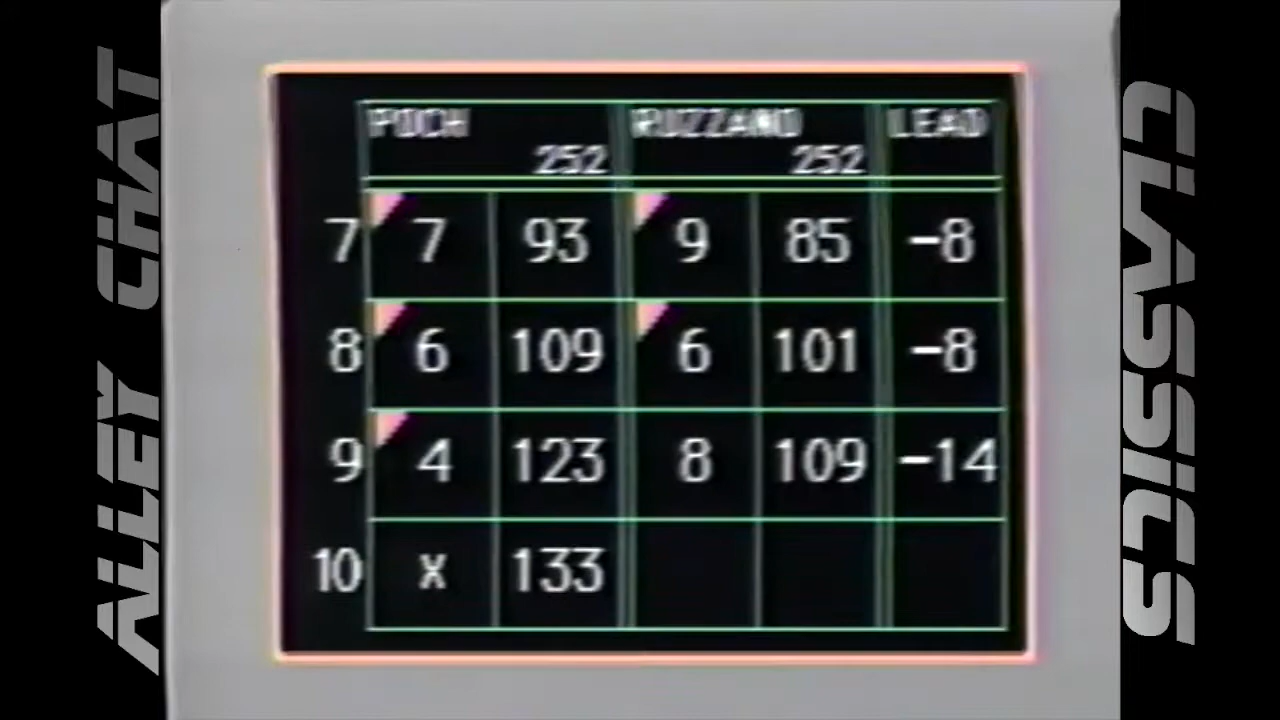 ALLEY CHAT
POCH RUZZANO LEAD
252 252
7 7 93 9 85 -8
8 6 109 6 101 -8
9 4 123 8 109 -14
10 X 133
CLASSICS